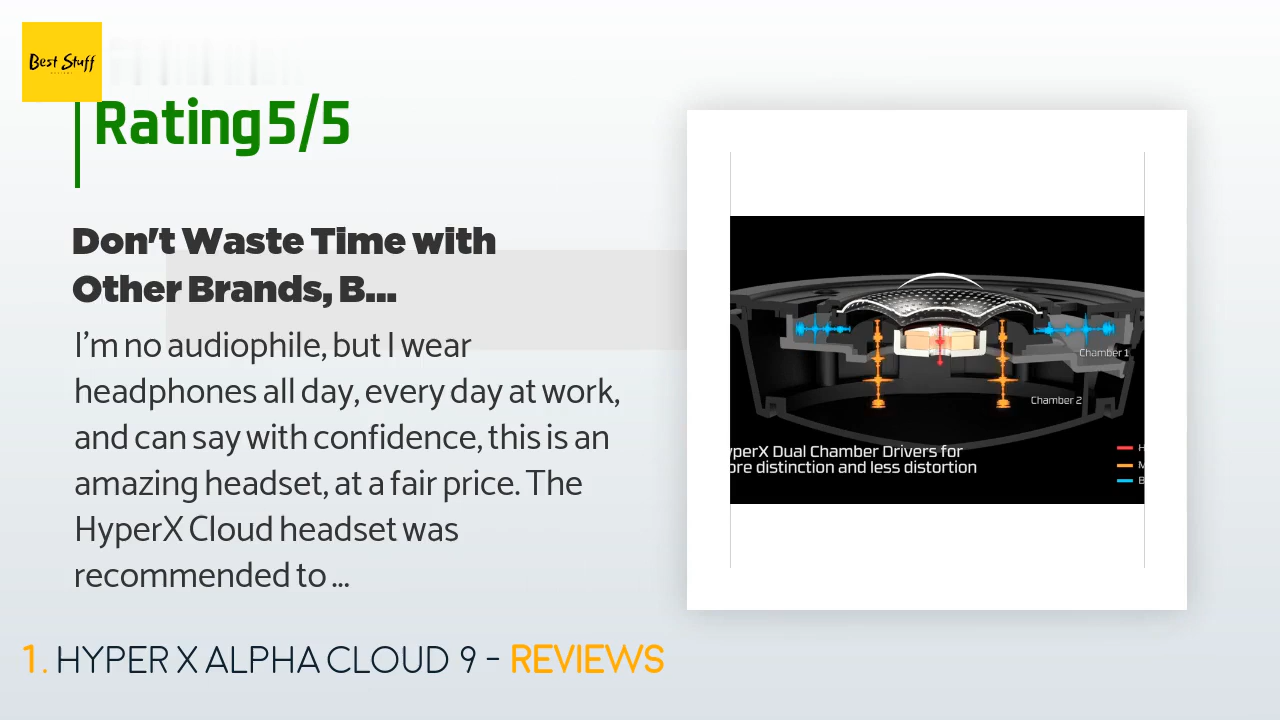 Best Stuff
Rating 5/5
Don't Waste Time with
Other Brands, B...
I'm no audiophile, but I wear
headphones all day, every day at work,
and can say with confidence, this is an
amazing headset, at a fair price. The
HyperX Cloud headset was
recommended to ...
Chamber 1
Chamber 2
yperX Dual Chamber Drivers for
ore distinction and less distortion
H
M
B
1. HYPER X ALPHA CLOUD 9 - REVIEWS